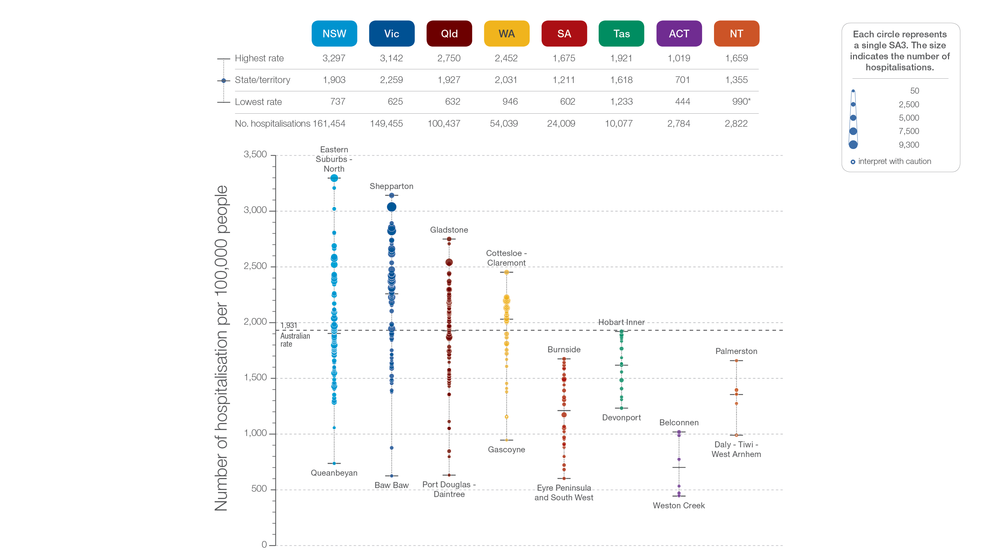 NSW Vic Qld WA SA Tas ACT NT
Highest rate 3,297 3,142 2,750 2,452 1,675 1,921 1,019 1,659
State/territory 1,903 2,259 1,927 2,031 1,211 1,618 701 1,355
Lowest rate 737 625 632 946 602 1,233 444 990*
No. hospitalisations 161,454 149,455 100,437 54,039 24,009 10,077 2,784 2,822
Each circle represents
a single SA3. The size
indicates the number of
hospitalisations.
50
2,500
5,000
7,500
9,300
interpret with caution
Number of hospitalisation per 100,000 people
3,500
3,000
2,500
2,000
1,500
1,000
500
0
1,931
Australian
rate
Eastern
Suburbs -
North
Queanbeyan
Shepparton
Baw Baw
Gladstone
Port Douglas -
Daintree
Cottesloe -
Claremont
Gascoyne
Burnside
Eyre Peninsula
and South West
Hobart Inner
Devonport
Belconnen
Weston Creek
Palmerston
Daly - Tiwi -
West Arnhem